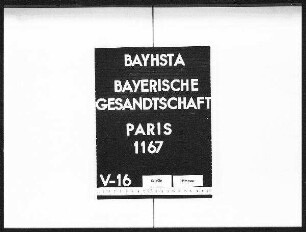 BAYHSTA
BAYERISCHE
GESANDTSCHAFT
PARIS
1167
V-16